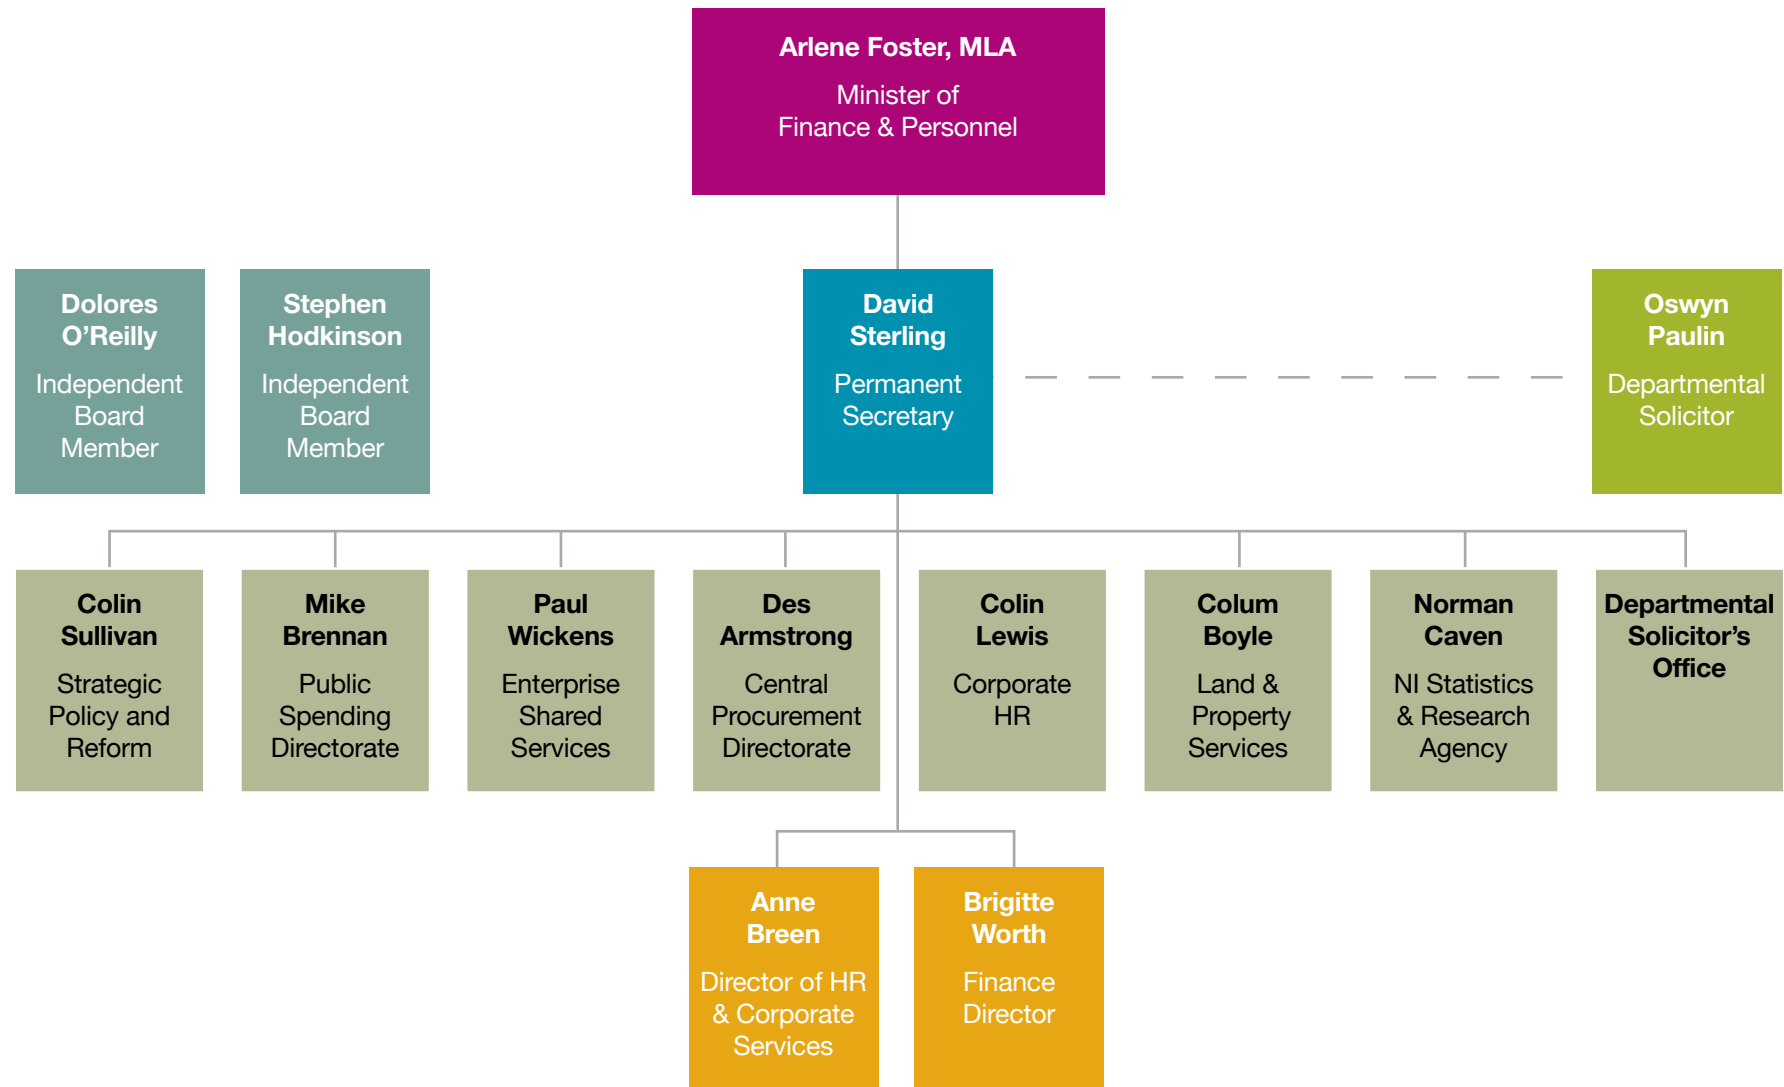 Arlene Foster, MLA
Minister of
Finance & Personnel
Dolores
O’Reilly
Independent
Board
Member
Stephen
Hodkinson
Independent
Board
Member
David
Sterling
Permanent
Secretary
Oswyn
Paulin
Departmental
Solicitor
Colin
Sullivan
Strategic
Policy and
Reform
Mike
Brennan
Public
Spending
Directorate
Paul
Wickens
Enterprise
Shared
Services
Des
Armstrong
Central
Procurement
Directorate
Colin
Lewis
Corporate
HR
Colum
Boyle
Land &
Property
Services
Norman
Caven
NI Statistics
& Research
Agency
Departmental
Solicitor’s
Office
Anne
Breen
Director of HR
& Corporate
Services
Brigitte
Worth
Finance
Director